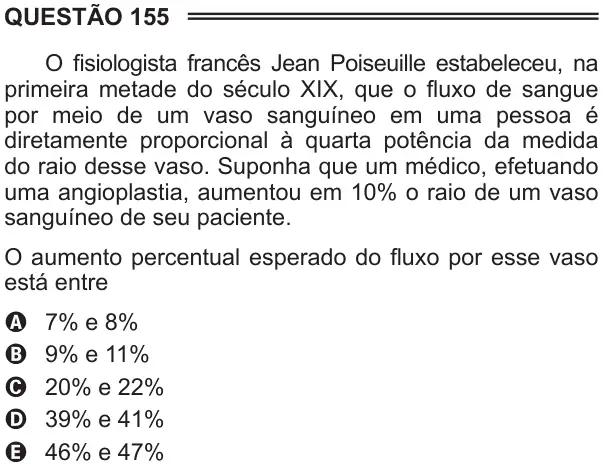 QUESTÃO 155
O fisiologista francês Jean Poiseuille estabeleceu, na
primeira metade do século XIX, que o fluxo de sangue
por meio de um vaso sanguíneo em uma pessoa é
diretamente proporcional à quarta potência da medida
do raio desse vaso. Suponha que um médico, efetuando
uma angioplastia, aumentou em 10% o raio de um vaso
sanguíneo de seu paciente.
O aumento percentual esperado do fluxo por esse vaso
está entre
A 7% e 8%
B 9% e 11%
C 20% e 22%
D 39% e 41%
E 46% e 47%